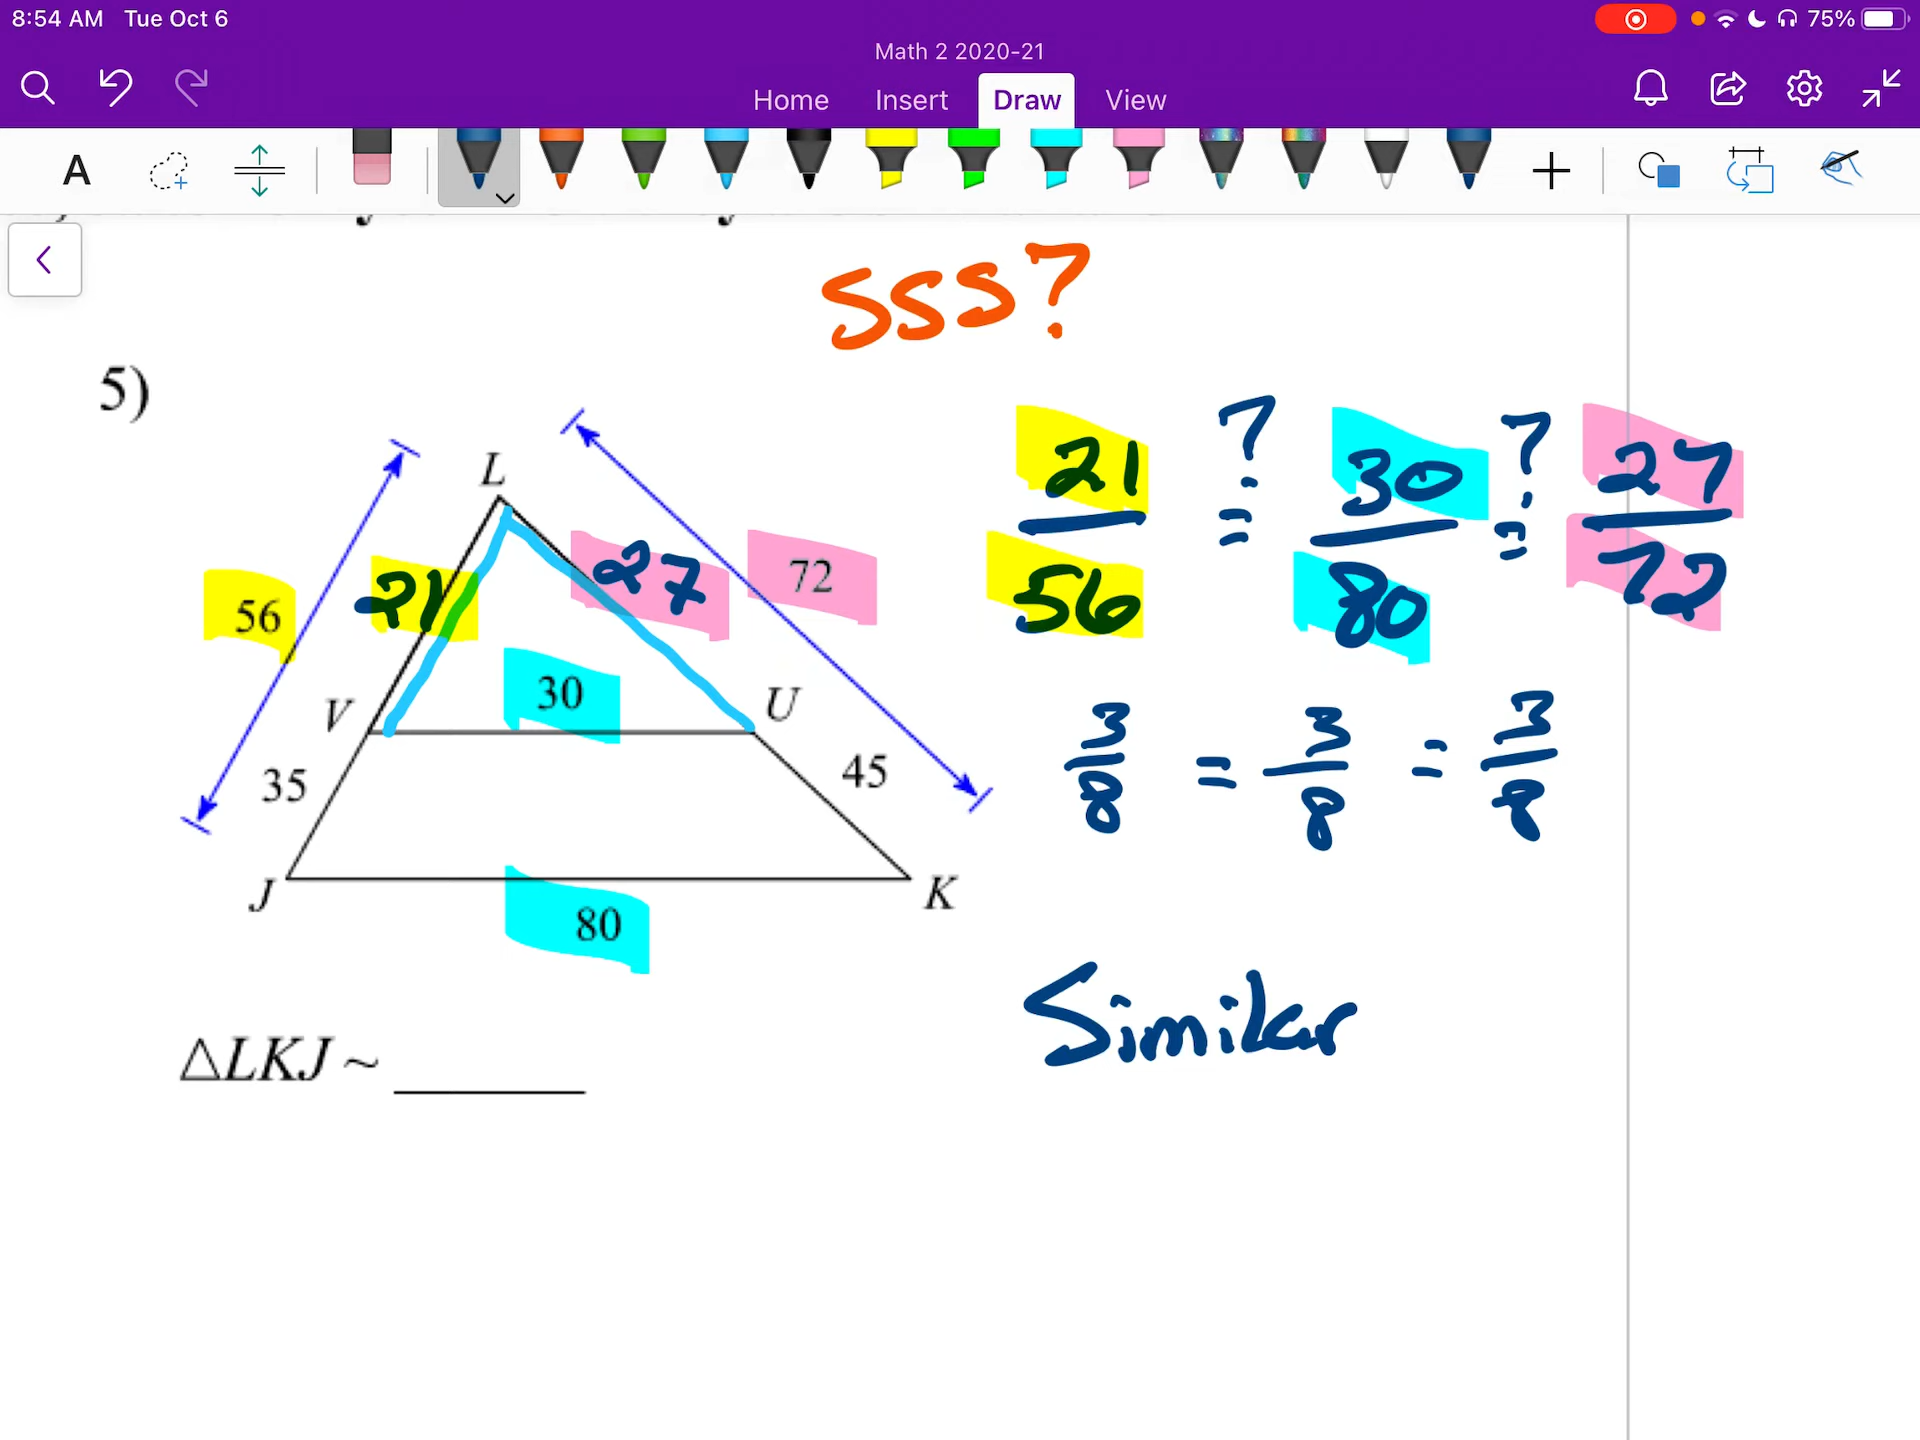 8:54 AM Tue Oct 6
75%
Math 2 2020-21
Home Insert Draw View
A
SSS?
5)
L
56
21
27
72
21 ? = 30 ? = 27
56 80 72
V
30
U
35
45
3/8 = 3/8 = 3/8
J
K
80
Similar
△LKJ ~ ______